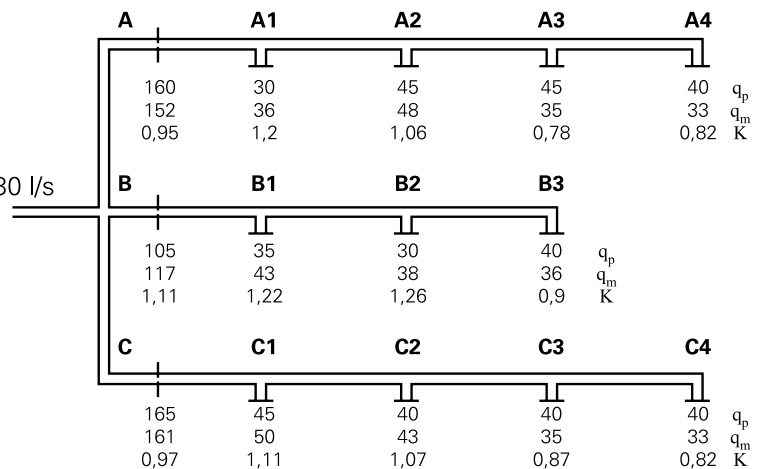 A A1 A2 A3 A4
160 30 45 45 40 qp
152 36 48 35 33 qm
0,95 1,2 1,06 0,78 0,82 K
30 l/s
B B1 B2 B3
105 35 30 40 qp
117 43 38 36 qm
1,11 1,22 1,26 0,9 K
C C1 C2 C3 C4
165 45 40 40 40 qp
161 50 43 35 33 qm
0,97 1,11 1,07 0,87 0,82 K